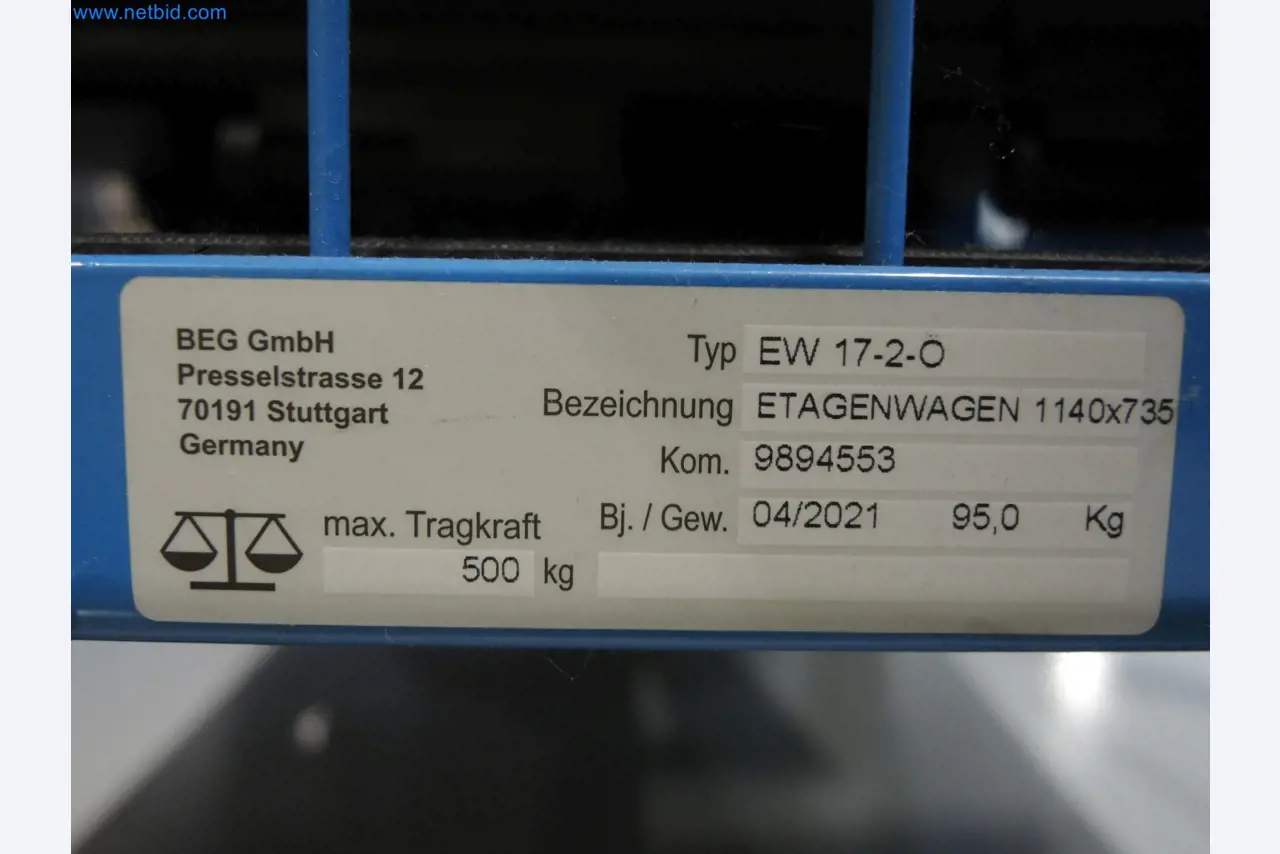 www.netbid.com
BEG GmbH
Presselstrasse 12
70191 Stuttgart
Germany
max. Tragkraft
500 kg
Typ EW 17-2-Ö
Bezeichnung ETAGENWAGEN 1140x735
Kom. 9894553
Bj. / Gew. 04/2021 95,0 Kg